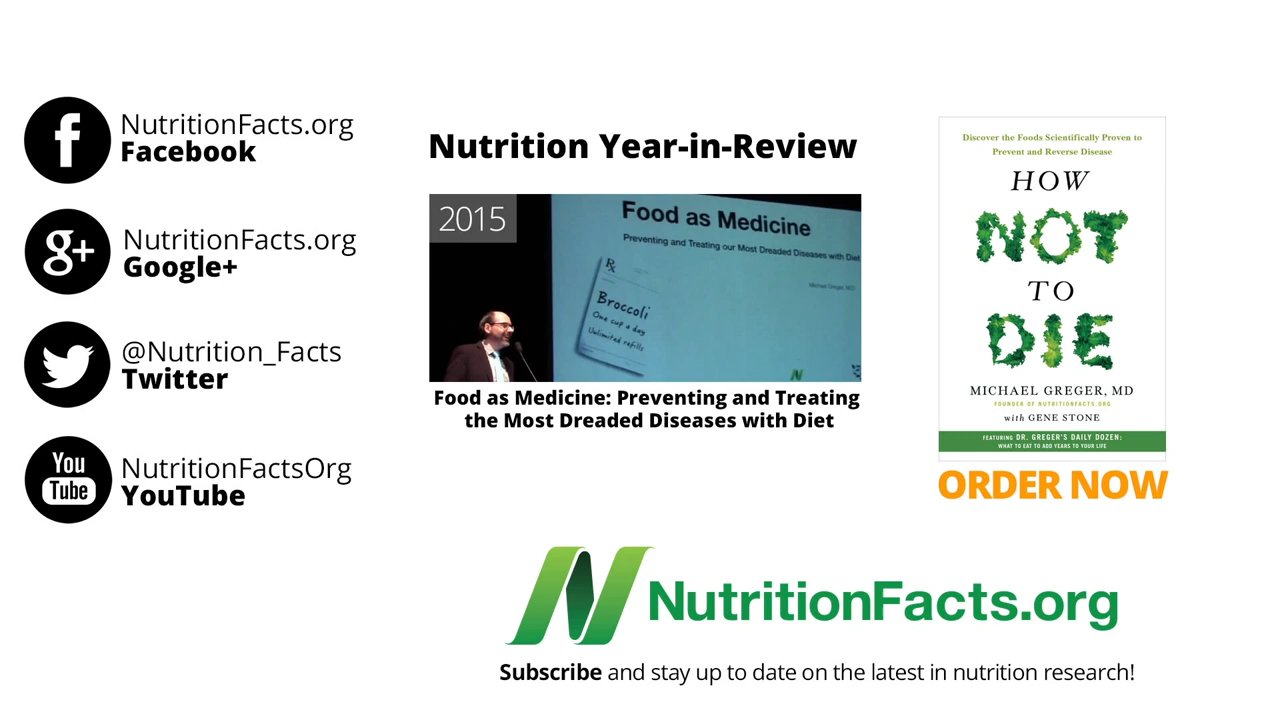 f
NutritionFacts.org
Facebook
g+
NutritionFacts.org
Google+
@Nutrition_Facts
Twitter
You
Tube
NutritionFactsOrg
YouTube
Nutrition Year-in-Review
2015
Food as Medicine
Preventing and Treating our Most Dreaded Diseases with Diet
Michael Greger, MD
Rx
Broccoli
One cup a day
Unlimited refills
Food as Medicine: Preventing and Treating
the Most Dreaded Diseases with Diet
Discover the Foods Scientifically Proven to
Prevent and Reverse Disease
HOW
NOT
TO
DIE
MICHAEL GREGER, MD
FOUNDER OF NUTRITIONFACTS.ORG
with GENE STONE
FEATURING DR. GREGER'S DAILY DOZEN:
WHAT TO EAT TO ADD YEARS TO YOUR LIFE
ORDER NOW
NutritionFacts.org
Subscribe and stay up to date on the latest in nutrition research!